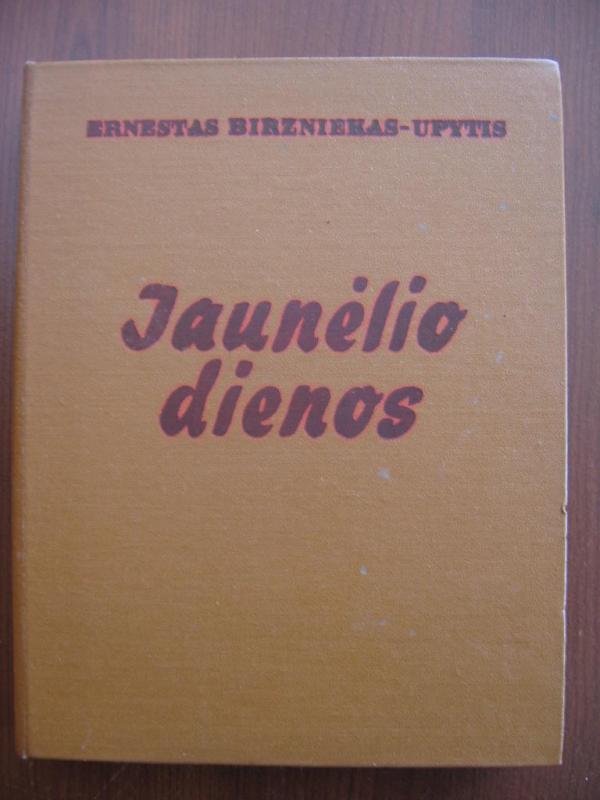 ERNESTAS BIRZNIEKAS-UPYTIS
Jaunėlio
dienos